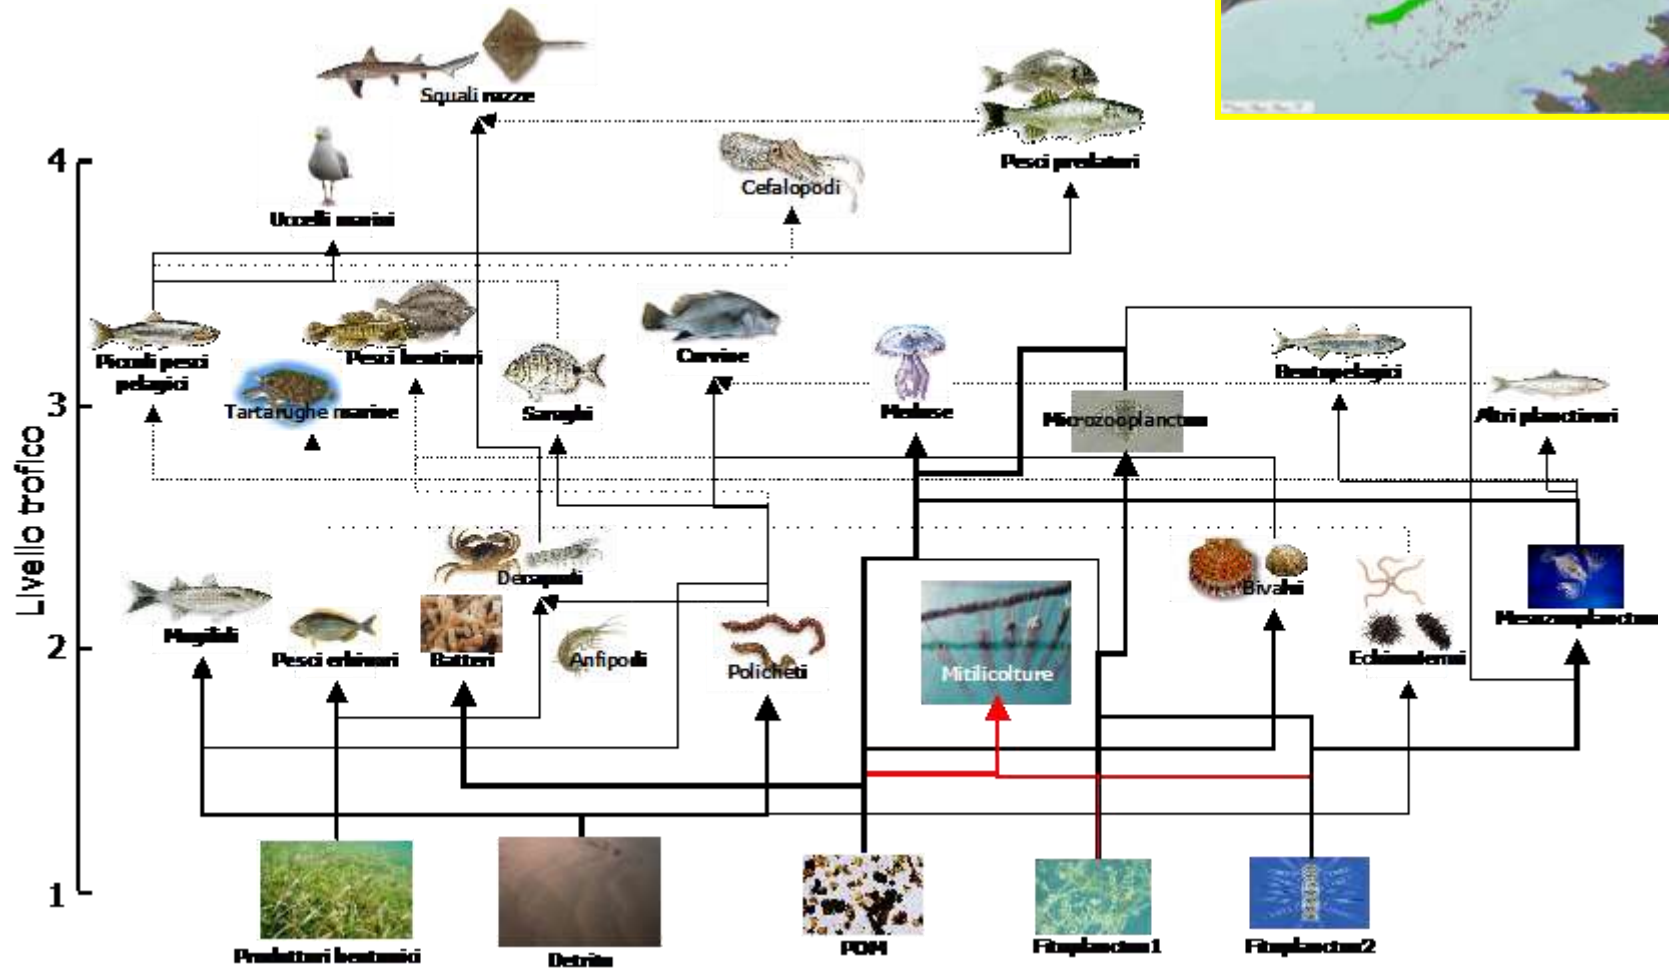 Squali razze
4
Cefalopodi
Pesci predatori
Uccelli marini
Piccoli pesci
pelagici
Pesci bentivori
Corvine
Bentopelagici
Tartarughe marine
Saraghi
Meduse
Microzooplancton
Altri planctivori
3
Livello trofico
Decapodi
Bivalvi
Mesozooplancton
Mugilidi
2
Pesci erbivori
Batteri
Anfipodi
Policheti
Mitilicolture
Echinodermi
1
Produttori bentonici
Detrito
POM
Fitoplancton1
Fitoplancton2